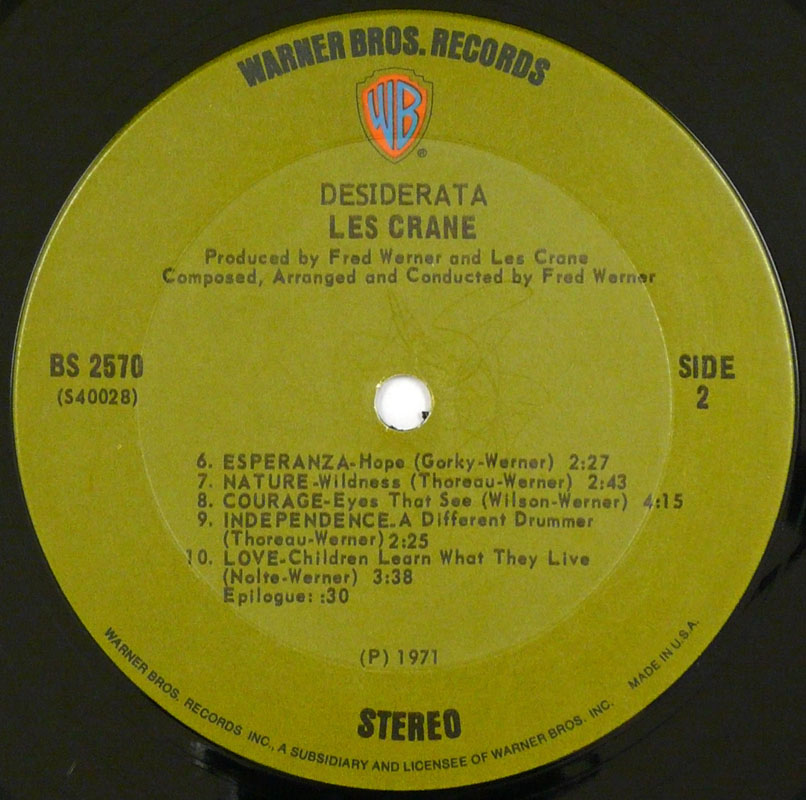 WARNER BROS. RECORDS
WB
®
DESIDERATA
LES CRANE
Produced by Fred Werner and Les Crane
Composed, Arranged and Conducted by Fred Werner
BS 2570
(S40028)
SIDE
2
6. ESPERANZA-Hope (Gorky-Werner) 2:27
7. NATURE-Wildness (Thoreau-Werner) 2:43
8. COURAGE-Eyes That See (Wilson-Werner) 4:15
9. INDEPENDENCE-A Different Drummer
(Thoreau-Werner) 2:25
10. LOVE-Children Learn What They Live
(Nolte-Werner) 3:38
Epilogue: :30
(P) 1971
STEREO
WARNER BROS. RECORDS INC., A SUBSIDIARY AND LICENSEE OF WARNER BROS. INC. MADE IN U.S.A.